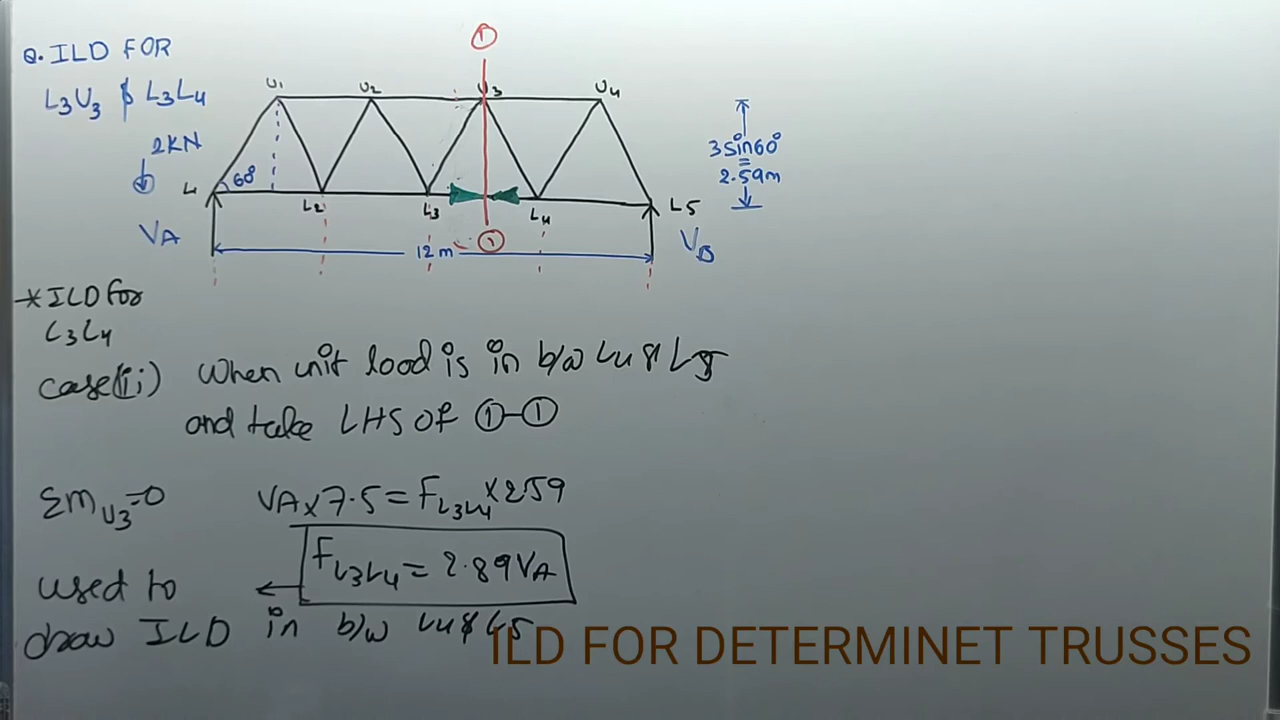 Q. ILD FOR
L3U3 & L3L4
①
U1 U2 U3 U4
2KN
60°
L1 L2 L3 L4 L5
3sin60°
=
2.59m
VA
12m
①
VB
* ILD for
L3L4
case(ii) when unit load is in b/w L4 & L5
and take LHS of ①-①
ΣMU3=0 VA×7.5 = FL3L4×2.59
FL3L4 = 2.89VA
used to
draw ILD in b/w L4 & L5
ILD FOR DETERMINET TRUSSES